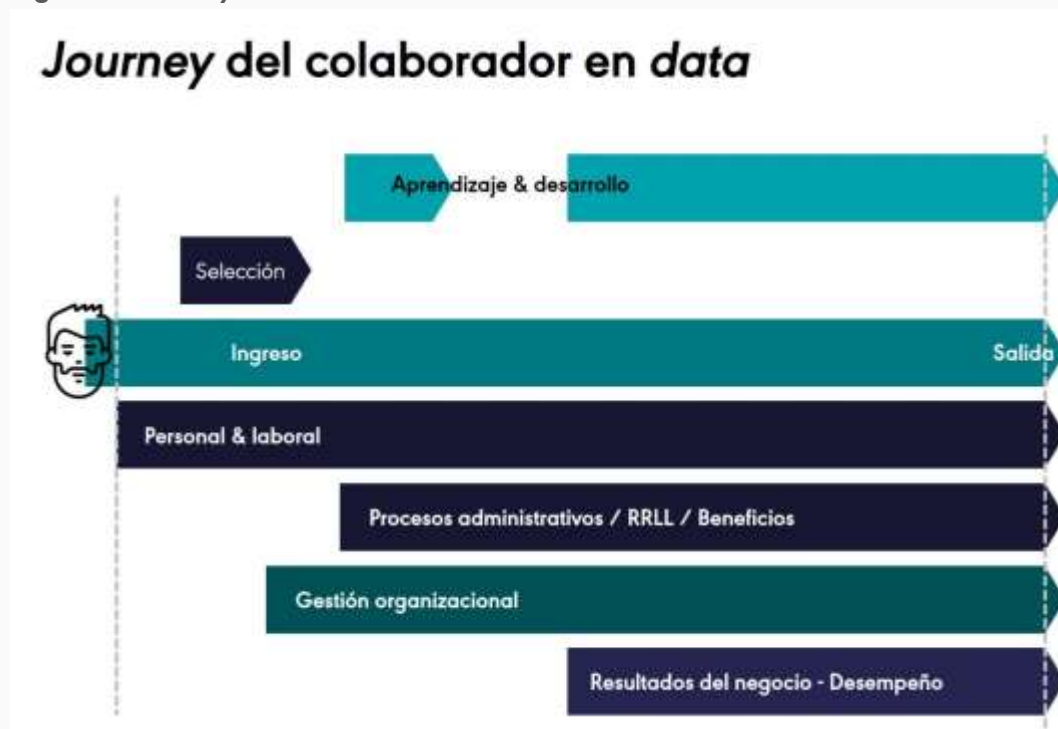 Journey del colaborador en data
Aprendizaje & desarrollo
Selección
Ingreso
Salida
Personal & laboral
Procesos administrativos / RRLL / Beneficios
Gestión organizacional
Resultados del negocio - Desempeño